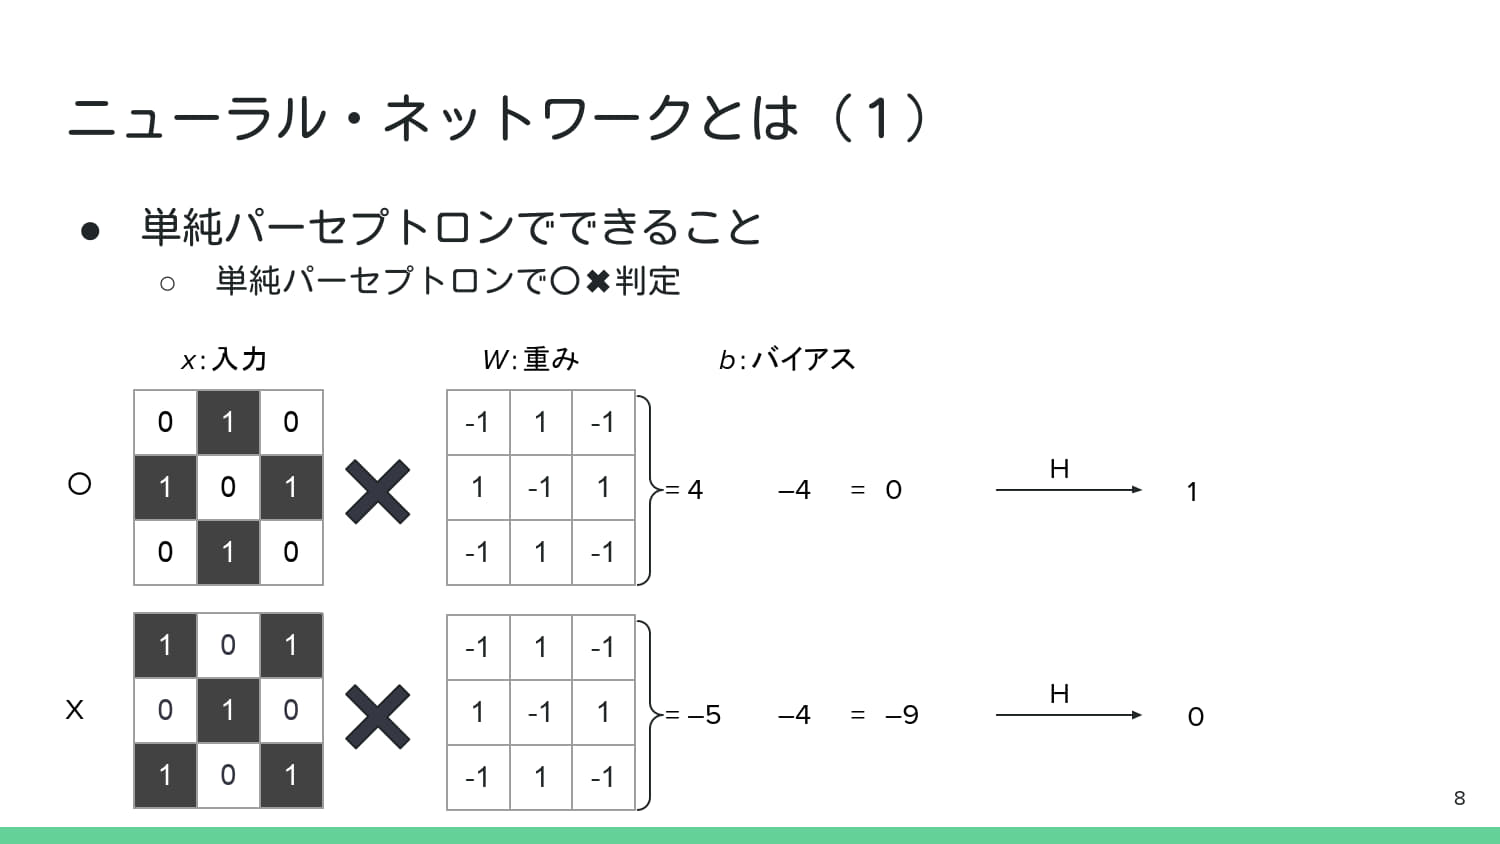 ニューラル・ネットワークとは（１）
● 単純パーセプトロンでできること
○ 単純パーセプトロンで〇✖判定
x:入力 W:重み b:バイアス
0 1 0 -1 1 -1
〇 1 0 1 ✖ 1 -1 1 = 4 –4 = 0 H 1
0 1 0 -1 1 -1
1 0 1 -1 1 -1
X 0 1 0 ✖ 1 -1 1 = –5 –4 = –9 H 0
1 0 1 -1 1 -1
8